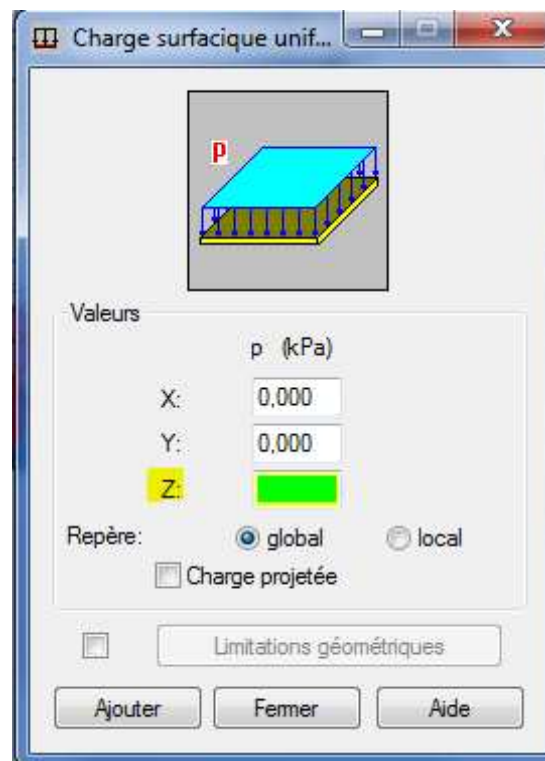 Charge surfacique unif...
p
Valeurs
p (kPa)
X: 0,000
Y: 0,000
Z:
Repère: global local
Charge projetée
Limitations géométriques
Ajouter Fermer Aide